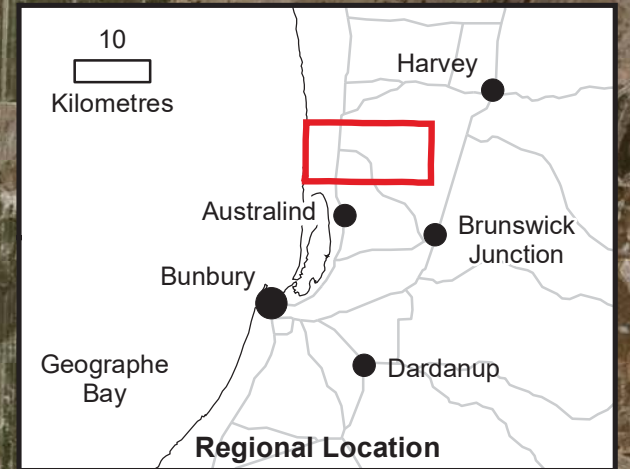 10
Kilometres
Harvey
Australind
Brunswick
Junction
Bunbury
Geographe
Bay
Dardanup
Regional Location